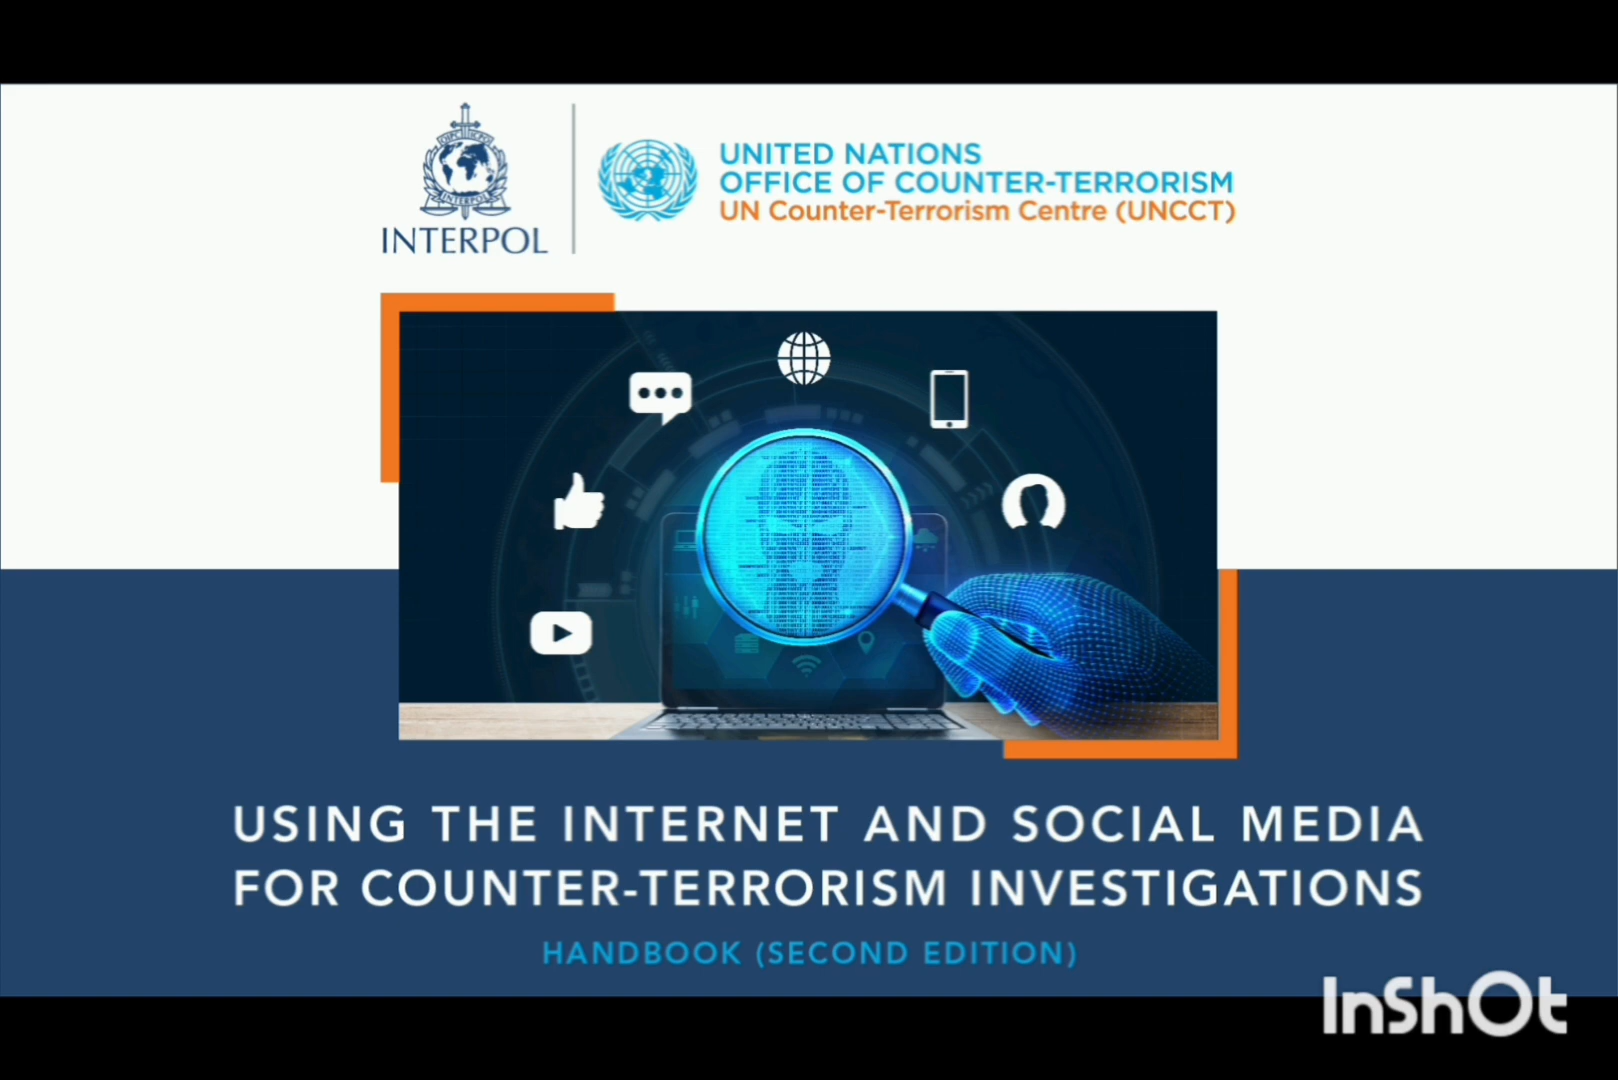 INTERPOL
INTERPOL
UNITED NATIONS
OFFICE OF COUNTER-TERRORISM
UN Counter-Terrorism Centre (UNCCT)
USING THE INTERNET AND SOCIAL MEDIA
FOR COUNTER-TERRORISM INVESTIGATIONS
HANDBOOK (SECOND EDITION)
InShOt